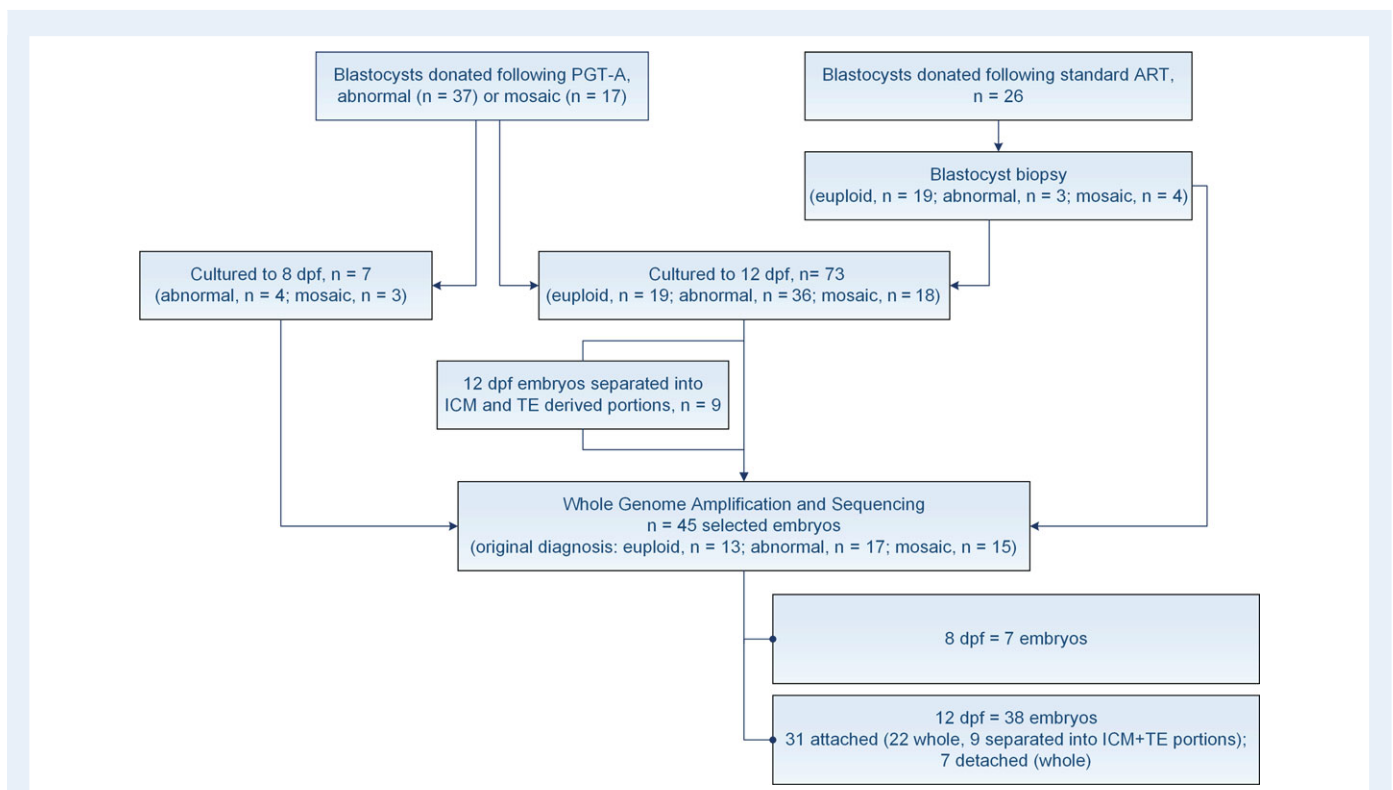 Blastocysts donated following PGT-A,
abnormal (n = 37) or mosaic (n = 17)
Blastocysts donated following standard ART,
n = 26
Blastocyst biopsy
(euploid, n = 19; abnormal, n = 3; mosaic, n = 4)
Cultured to 8 dpf, n = 7
(abnormal, n = 4; mosaic, n = 3)
Cultured to 12 dpf, n= 73
(euploid, n = 19; abnormal, n = 36; mosaic, n = 18)
12 dpf embryos separated into
ICM and TE derived portions, n = 9
Whole Genome Amplification and Sequencing
n = 45 selected embryos
(original diagnosis: euploid, n = 13; abnormal, n = 17; mosaic, n = 15)
8 dpf = 7 embryos
12 dpf = 38 embryos
31 attached (22 whole, 9 separated into ICM+TE portions);
7 detached (whole)